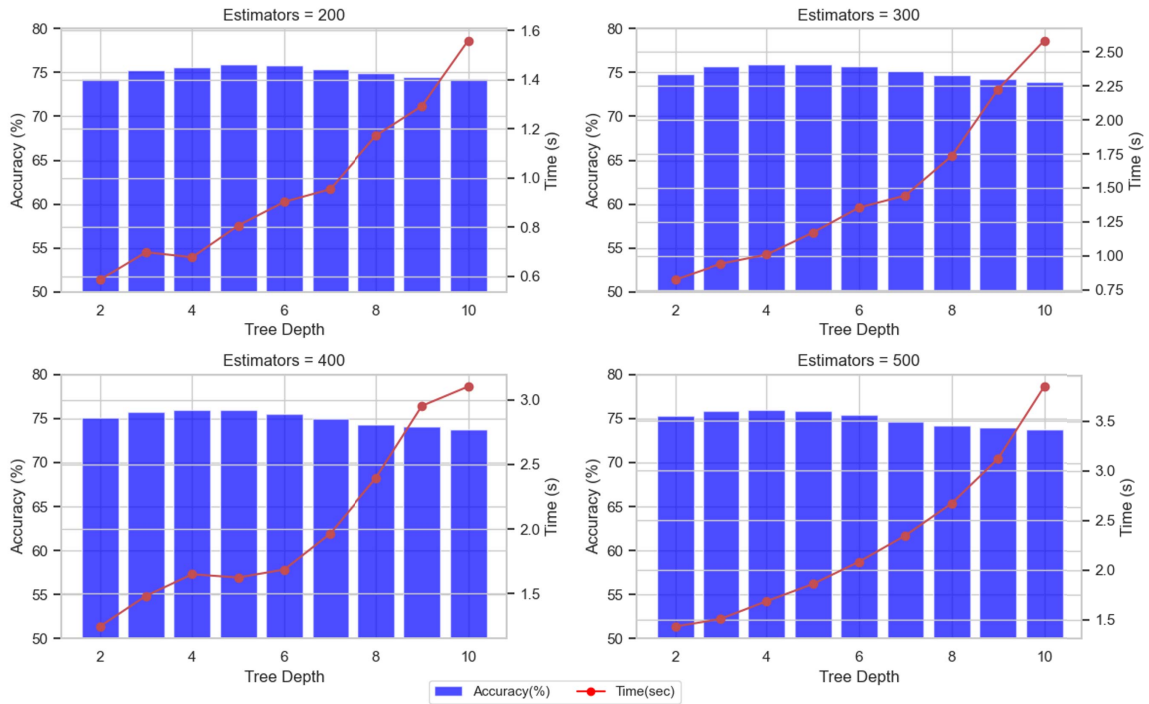 Estimators = 200
80
75
70
65
60
55
50
Accuracy (%)
1.6
1.4
1.2
1.0
0.8
0.6
Time (s)
2 4 6 8 10
Tree Depth
Estimators = 300
80
75
70
65
60
55
50
Accuracy (%)
2.50
2.25
2.00
1.75
1.50
1.25
1.00
0.75
Time (s)
2 4 6 8 10
Tree Depth
Estimators = 400
80
75
70
65
60
55
50
Accuracy (%)
3.0
2.5
2.0
1.5
Time (s)
2 4 6 8 10
Tree Depth
Estimators = 500
80
75
70
65
60
55
50
Accuracy (%)
3.5
3.0
2.5
2.0
1.5
Time (s)
2 4 6 8 10
Tree Depth
Accuracy(%) Time(sec)